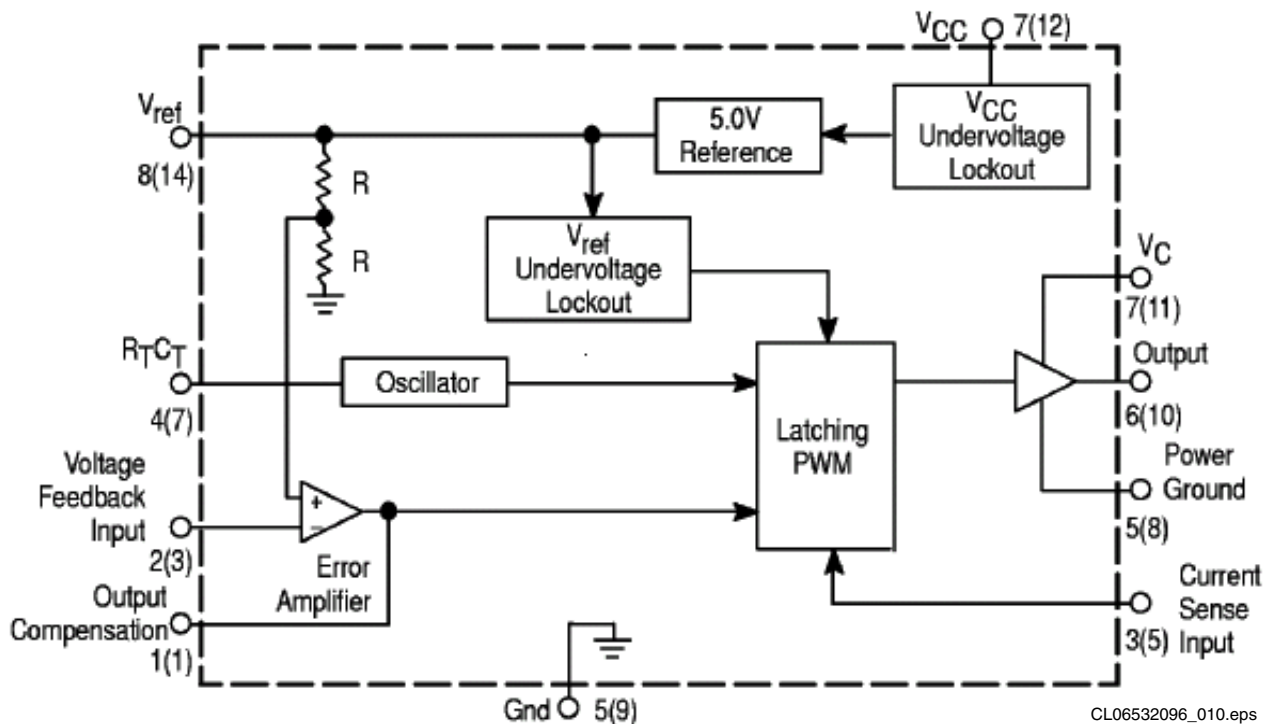 VCC 7(12)
Vref
8(14)
R
R
5.0V
Reference
VCC
Undervoltage
Lockout
Vref
Undervoltage
Lockout
VC
7(11)
RTCT
4(7)
Oscillator
Latching
PWM
Output
6(10)
Voltage
Feedback
Input
2(3)
+
−
Error
Amplifier
Power
Ground
5(8)
Output
Compensation
1(1)
Current
Sense
Input
3(5)
Gnd 5(9)
CL06532096_010.eps